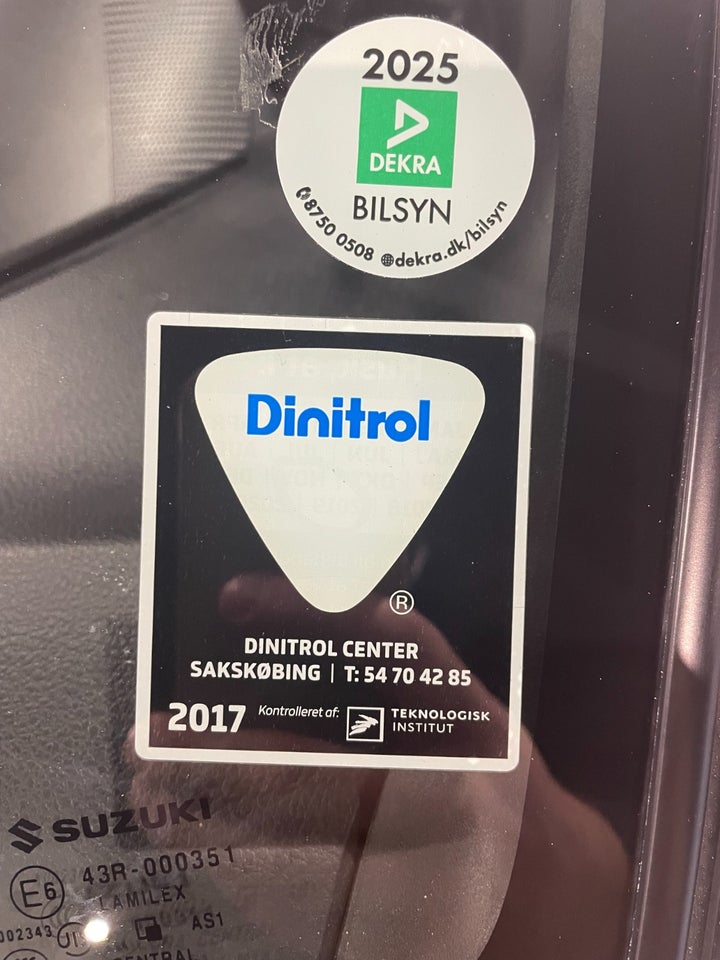 2025
DEKRA
BILSYN
8750 0508 dekra.dk/bilsyn
Dinitrol
®
DINITROL CENTER
SAKSKØBING | T: 54 70 42 85
2017 Kontrolleret af: TEKNOLOGISK
INSTITUT
SUZUKI
E6 43R-000351
LAMILEX
002343 AS1